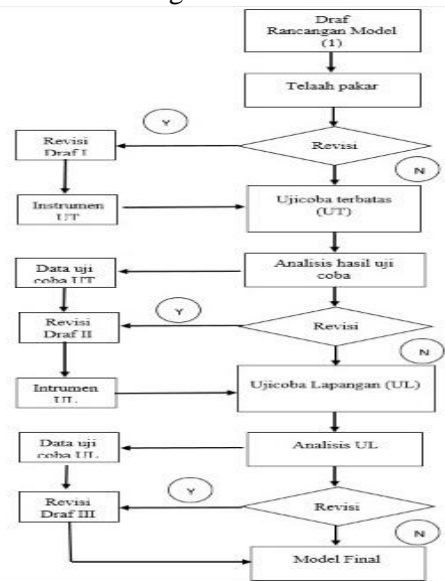 Draf
Rancangan Model
(1)
Telaah pakar
Y
Revisi
Draf I
Revisi
N
Instrumen
UT
Ujicoba terbatas
(UT)
Data uji
coba UT
Analisis hasil uji
coba
Y
Revisi
Draf II
Revisi
N
Intrumen
UL
Ujicoba Lapangan (UL)
Data uji
coba UL
Analisis UL
Y
Revisi
Draf III
Revisi
N
Model Final